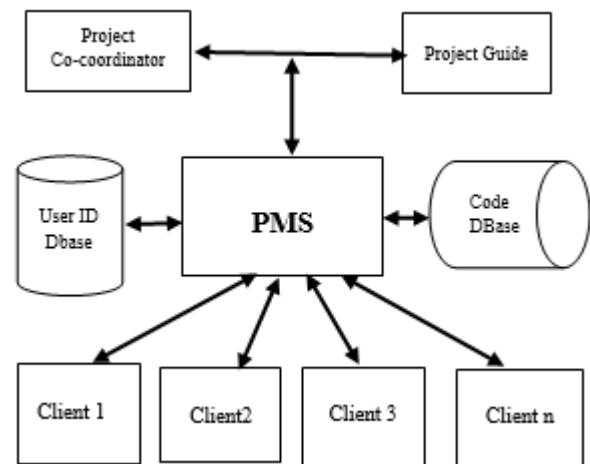 Project
Co-coordinator
Project Guide
User ID
Dbase
PMS
Code
DBase
Client 1
Client2
Client 3
Client n